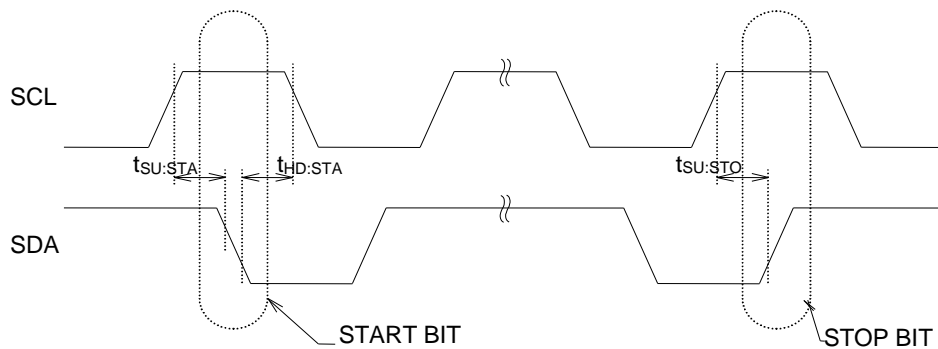 SCL
tSU:STA
tHD:STA
tSU:STO
SDA
START BIT
STOP BIT